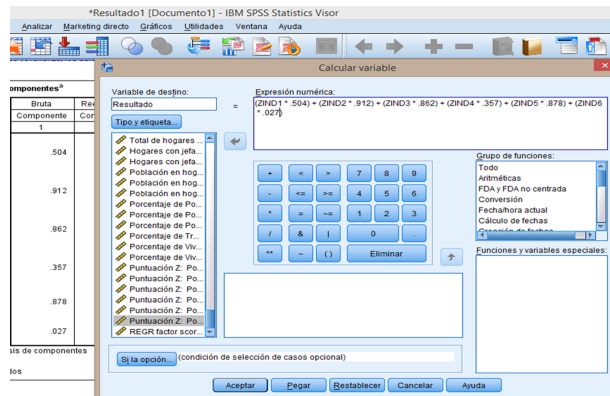 *Resultado1 [Documento1] - IBM SPSS Statistics Visor
Analizar Marketing directo Gráficos Utilidades Ventana Ayuda
omponentesᵃ
Bruta
Componente
1
.504
.912
.862
.357
.878
.027
sis de componentes
dos
Calcular variable
Variable de destino:
Resultado
=
Tipo y etiqueta...
Expresión numérica:
(ZIND1 * .504) + (ZIND2 * .912) + (ZIND3 * .862) + (ZIND4 * .357) + (ZIND5 * .878) + (ZIND6
* .027)
Total de hogares ...
Hogares con jefa...
Hogares con jefa...
Población en hog...
Población en hog...
Población en hog...
Porcentaje de Po...
Porcentaje de Po...
Porcentaje de Po...
Porcentaje de Tr...
Porcentaje de Viv...
Porcentaje de Viv...
Puntuación Z: Po...
Puntuación Z: Po...
Puntuación Z: Po...
Puntuación Z: Po...
Puntuación Z: Po...
REGR factor scor...
+ < > 7 8 9
- <= >= 4 5 6
* = ~= 1 2 3
/ & | 0 .
** ~ ( ) Eliminar
Grupo de funciones:
Todo
Aritméticas
FDA y FDA no centrada
Conversión
Fecha/hora actual
Cálculo de fechas
Creación de fechas
Funciones y variables especiales:
Si la opción... (condición de selección de casos opcional)
Aceptar Pegar Restablecer Cancelar Ayuda